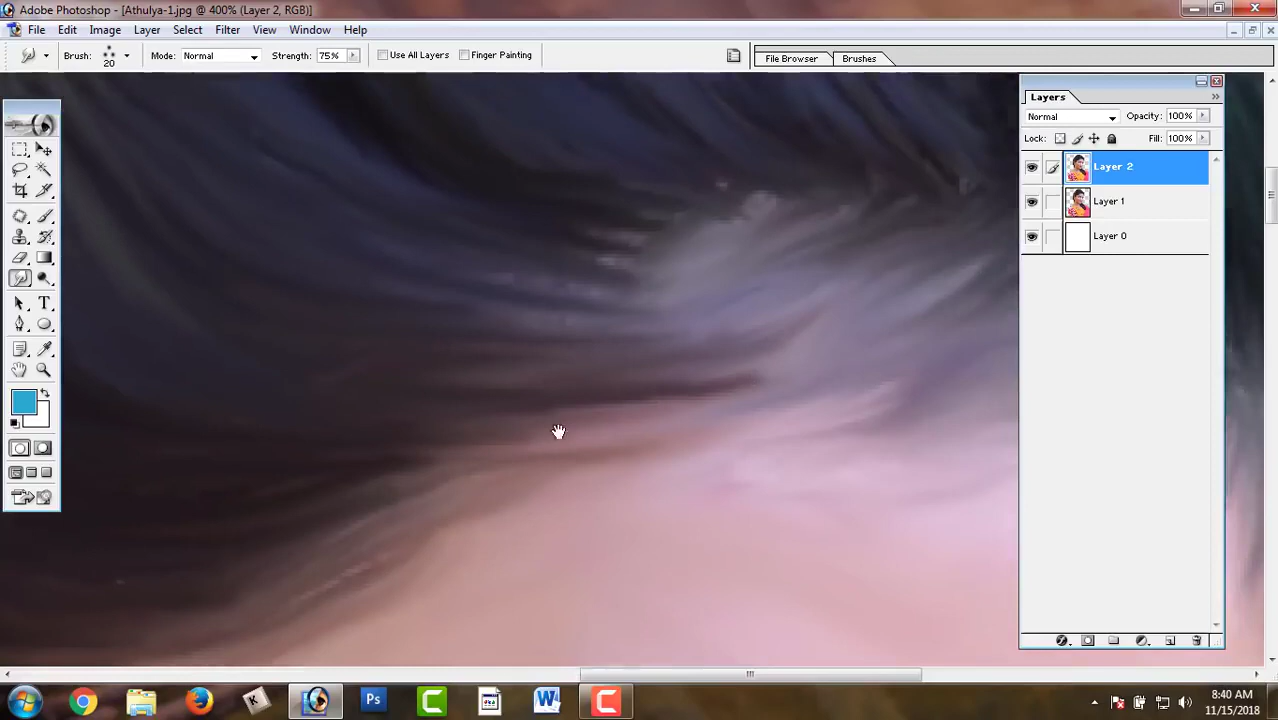 Adobe Photoshop - [Athulya-1.jpg @ 400% (Layer 2, RGB)]
File Edit Image Layer Select Filter View Window Help
Brush: 20 Mode: Normal Strength: 75% Use All Layers Finger Painting File Browser Brushes
Layers
Normal Opacity: 100%
Lock: Fill: 100%
Layer 2
Layer 1
Layer 0
8:40 AM
11/15/2018